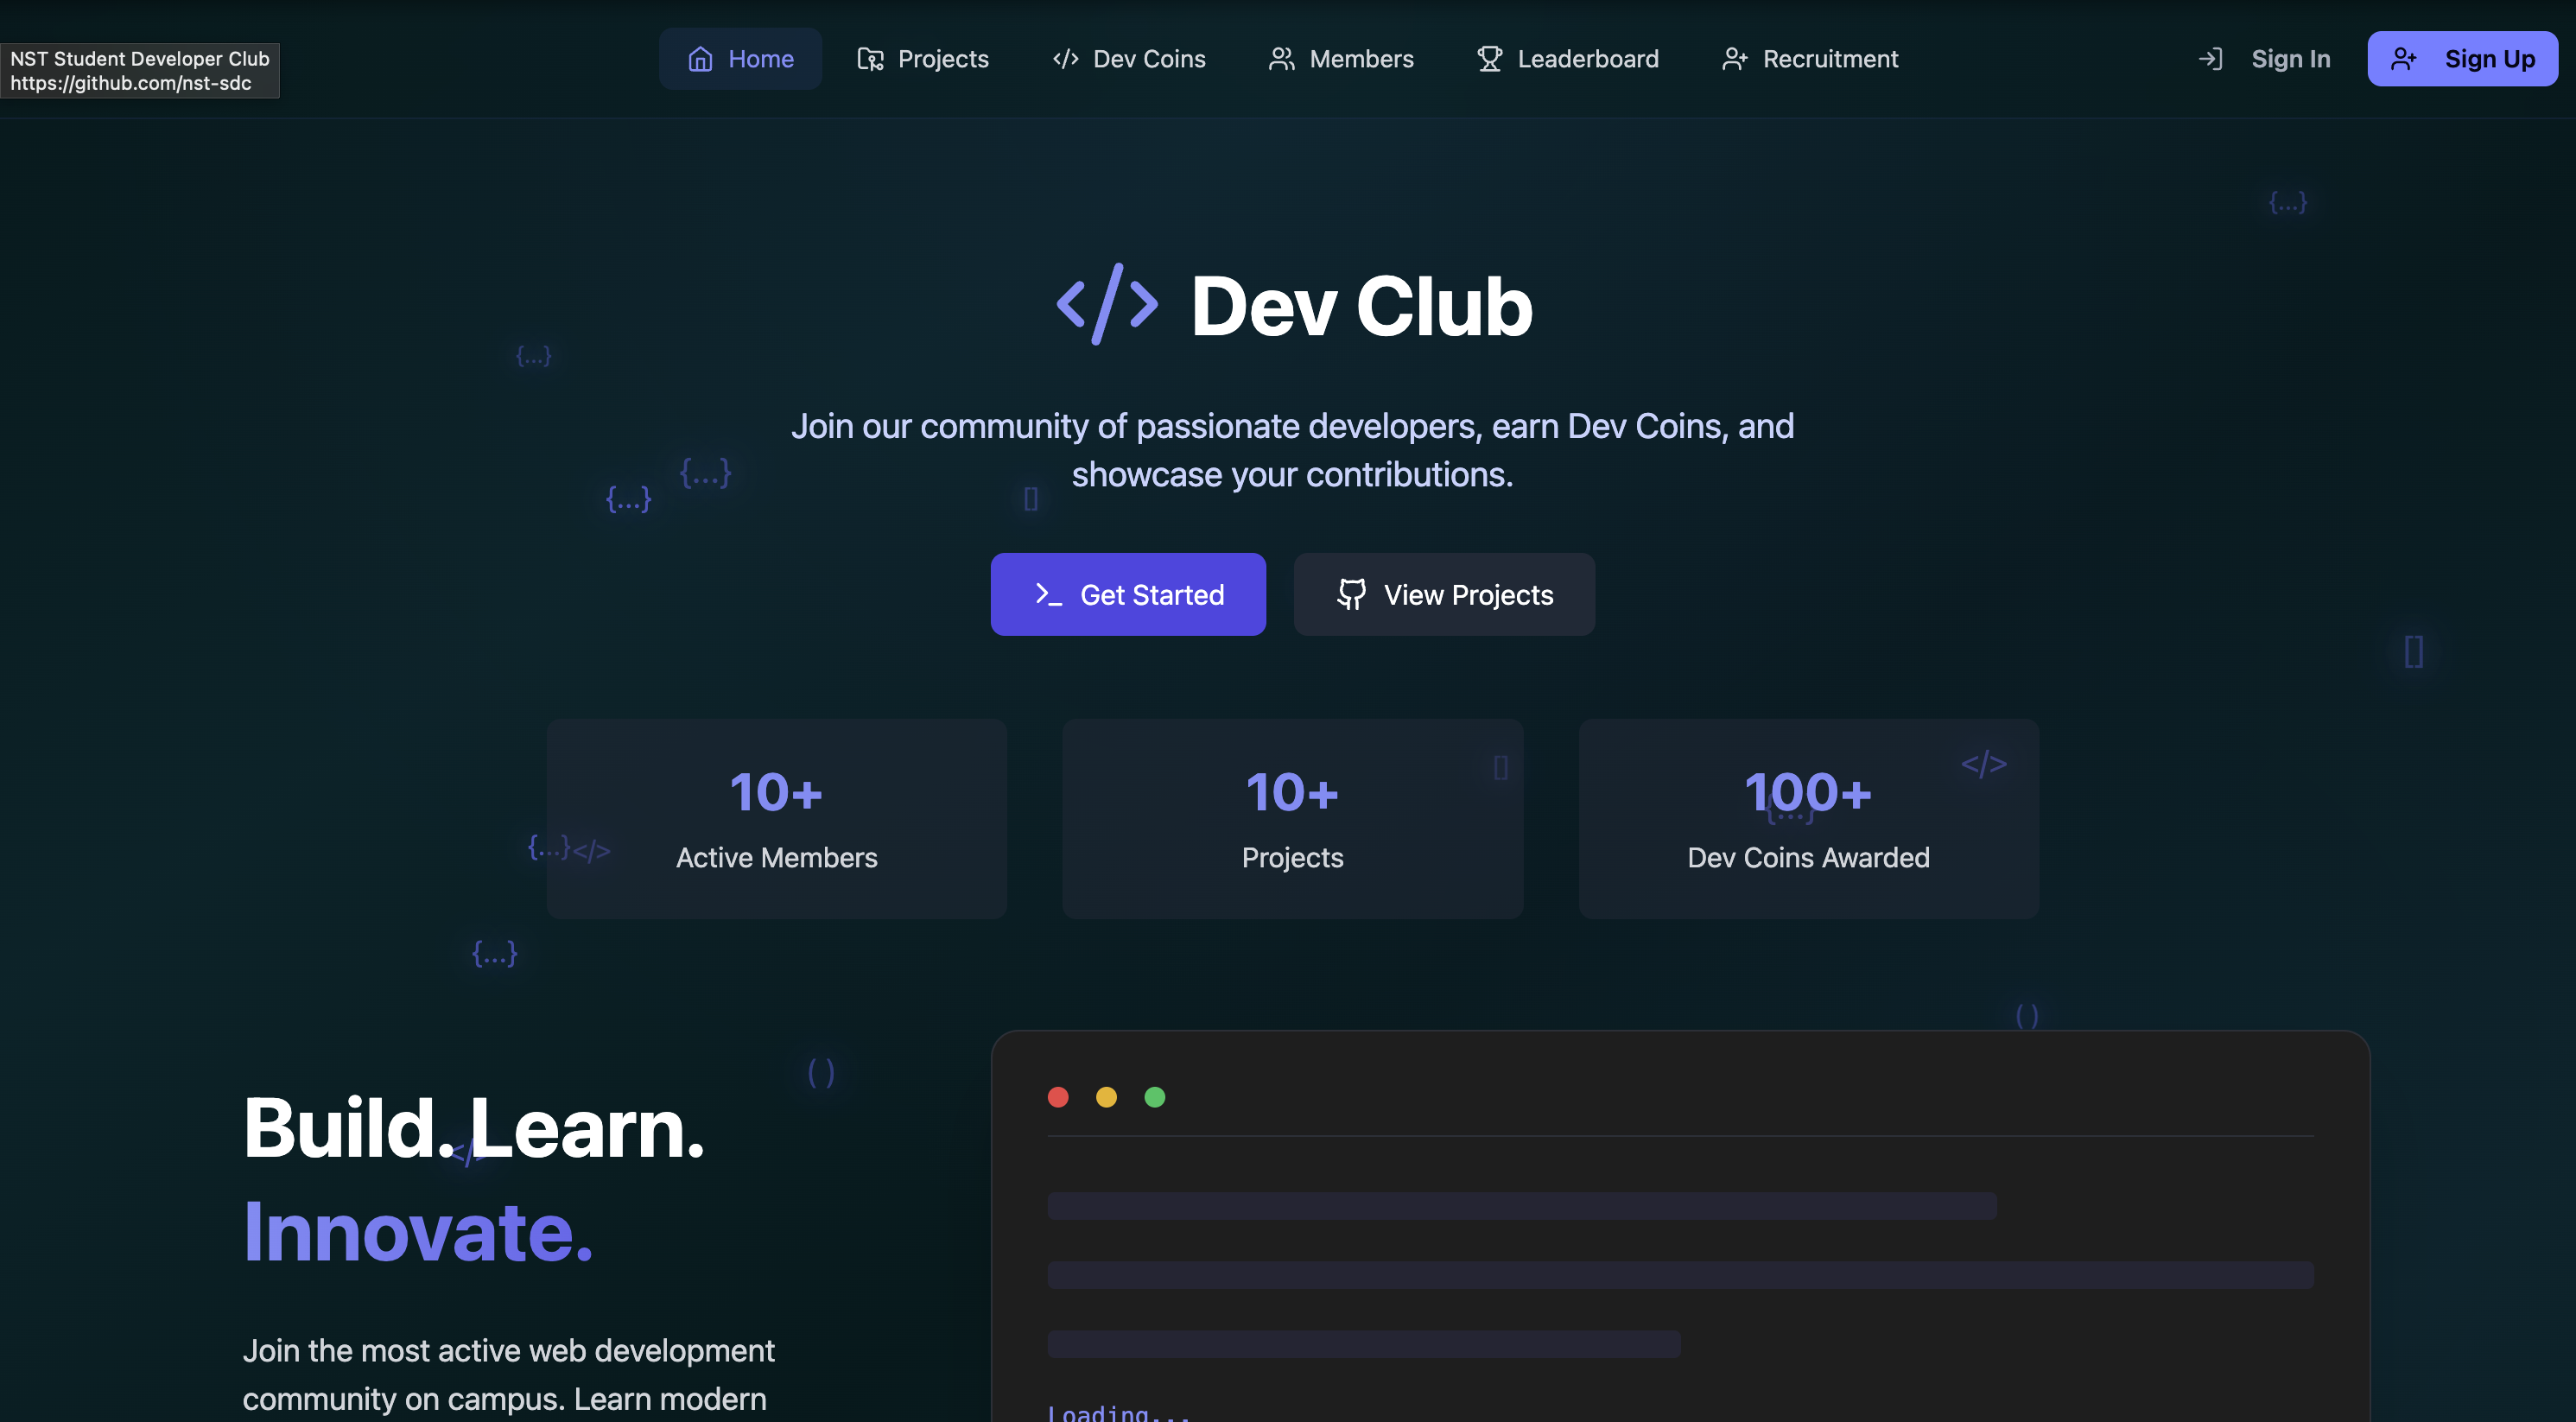 NST Student Developer Club
https://github.com/nst-sdc
Home
Projects
</> Dev Coins
Members
Leaderboard
Recruitment
Sign In
Sign Up
{...}
</> Dev Club
{...}
Join our community of passionate developers, earn Dev Coins, and
showcase your contributions.
{...}
{...}
[]
>_ Get Started
View Projects
[]
10+
Active Members
10+
Projects
[]
100+
Dev Coins Awarded
</>
{...}
{...}
</>
{...}
()
()
Build. Learn.
</>
Innovate.
Join the most active web development
community on campus. Learn modern
Loading...